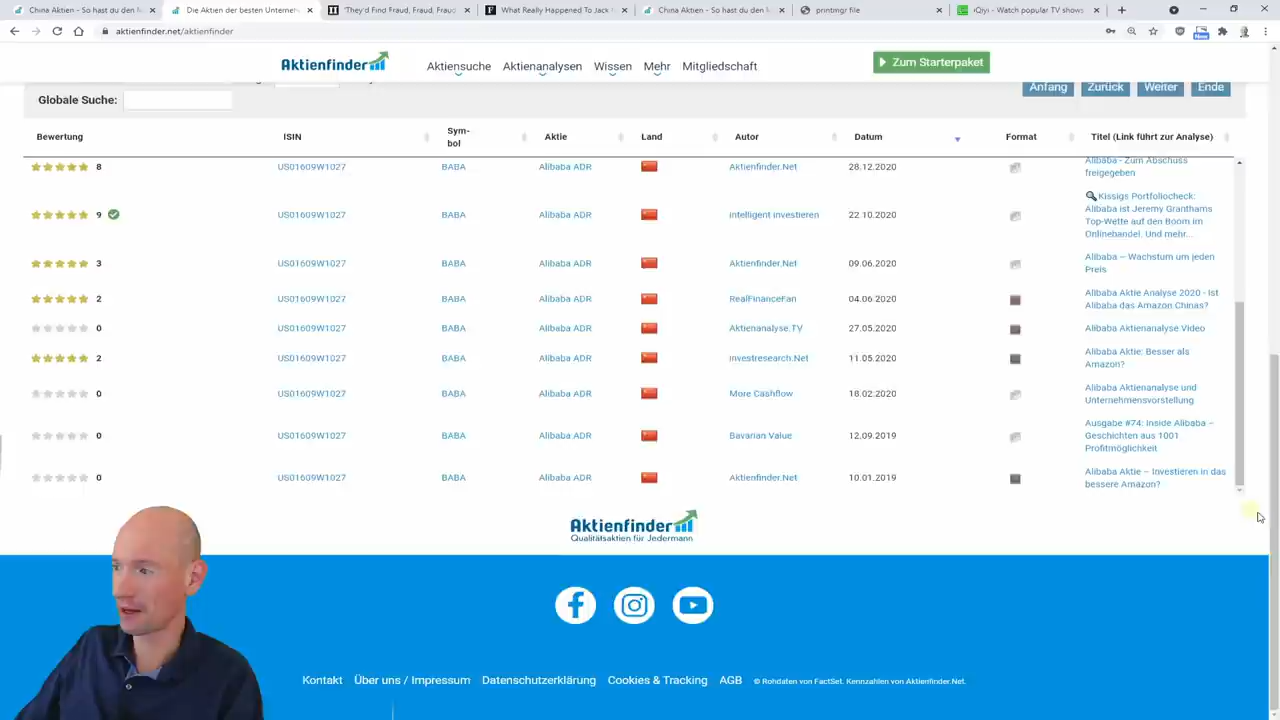 China Aktien - So hast du den M
Die Aktien der besten Unterneh
'They'd Find Fraud, Fraud, Fraud
What Really Happened To Jack
China Aktien - So hast du den M
printmgr file
iQiyi - Watch popular TV shows
aktienfinder.net/aktienfinder
New
Aktienfinder
Aktiensuche
Aktienanalysen
Wissen
Mehr
Mitgliedschaft
Zum Starterpaket
Globale Suche:
Anfang
Zurück
Weiter
Ende
Bewertung
ISIN
Sym-
bol
Aktie
Land
Autor
Datum
Format
Titel (Link führt zur Analyse)
8 US01609W1027 BABA Alibaba ADR Aktienfinder.Net 28.12.2020
Alibaba - Zum Abschuss
freigegeben
9 US01609W1027 BABA Alibaba ADR intelligent investieren 22.10.2020
Kissigs Portfoliocheck:
Alibaba ist Jeremy Granthams
Top-Wette auf den Boom im
Onlinehandel. Und mehr...
3 US01609W1027 BABA Alibaba ADR Aktienfinder.Net 09.06.2020
Alibaba – Wachstum um jeden
Preis
2 US01609W1027 BABA Alibaba ADR RealFinanceFan 04.06.2020
Alibaba Aktie Analyse 2020 - Ist
Alibaba das Amazon Chinas?
0 US01609W1027 BABA Alibaba ADR Aktienanalyse.TV 27.05.2020 Alibaba Aktienanalyse Video
2 US01609W1027 BABA Alibaba ADR Investresearch.Net 11.05.2020
Alibaba Aktie: Besser als
Amazon?
0 US01609W1027 BABA Alibaba ADR More Cashflow 18.02.2020
Alibaba Aktienanalyse und
Unternehmensvorstellung
0 US01609W1027 BABA Alibaba ADR Bavarian Value 12.09.2019
Ausgabe #74: Inside Alibaba –
Geschichten aus 1001
Profitmöglichkeit
0 US01609W1027 BABA Alibaba ADR Aktienfinder.Net 10.01.2019
Alibaba Aktie – Investieren in das
bessere Amazon?
Aktienfinder
Qualitätsaktien für Jedermann
Kontakt
Über uns / Impressum
Datenschutzerklärung
Cookies & Tracking
AGB
© Rohdaten von FactSet. Kennzahlen von Aktienfinder.Net.